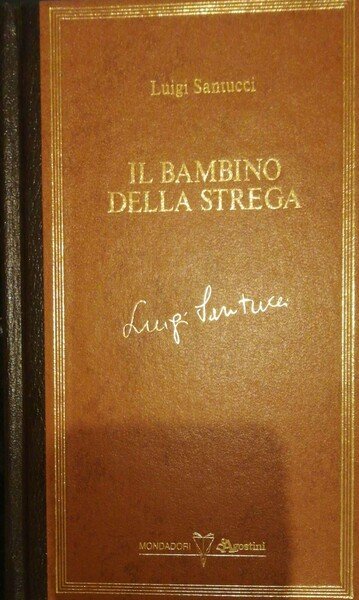 Luigi Santucci
IL BAMBINO
DELLA STREGA
Luigi Santucci
MONDADORI DeAgostini